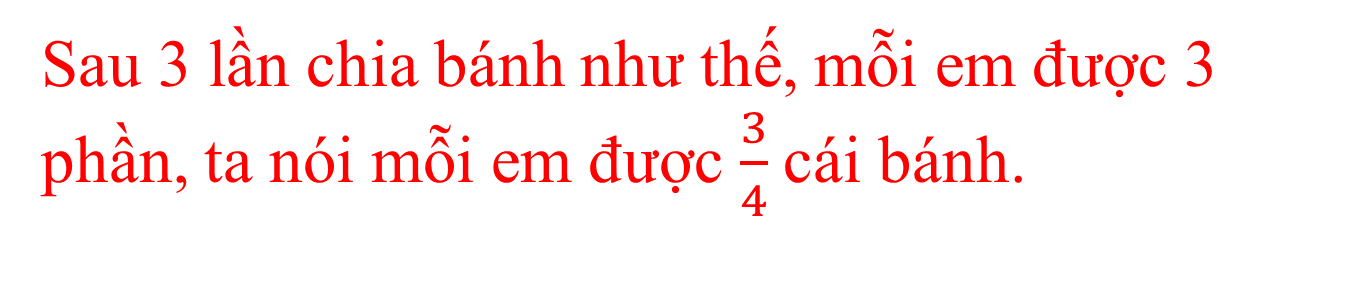 Sau 3 lần chia bánh như thế, mỗi em được 3
phần, ta nói mỗi em được 3/4 cái bánh.